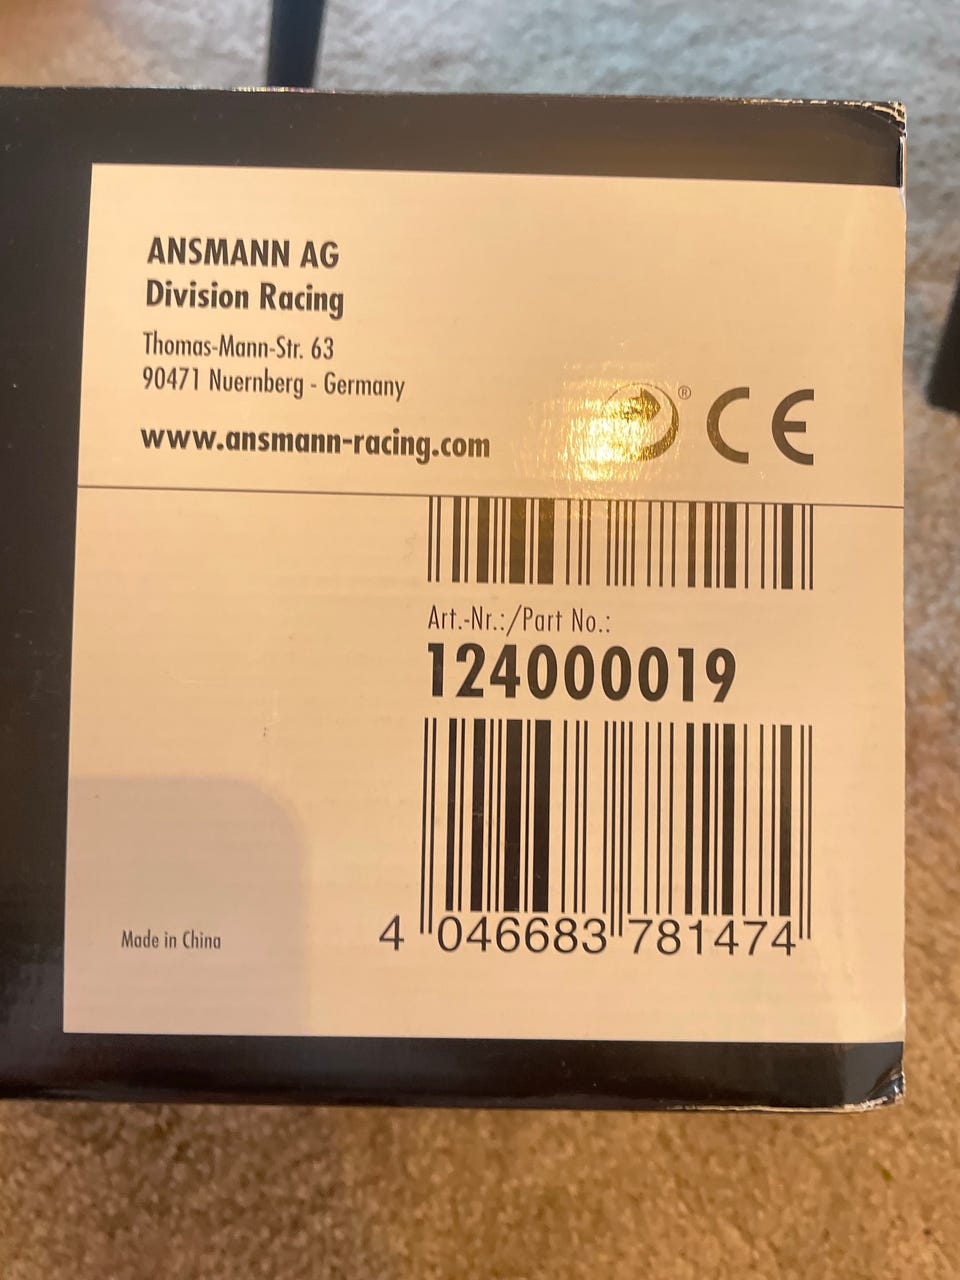 ANSMANN AG
Division Racing
Thomas-Mann-Str. 63
90471 Nuernberg - Germany
www.ansmann-racing.com
® CE
Art.-Nr.:/Part No.:
124000019
4 046683 781474
Made in China